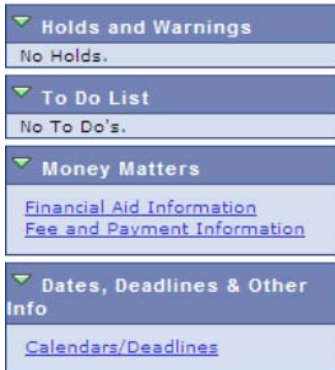 Holds and Warnings
No Holds.
To Do List
No To Do's.
Money Matters
Financial Aid Information
Fee and Payment Information
Dates, Deadlines & Other
Info
Calendars/Deadlines